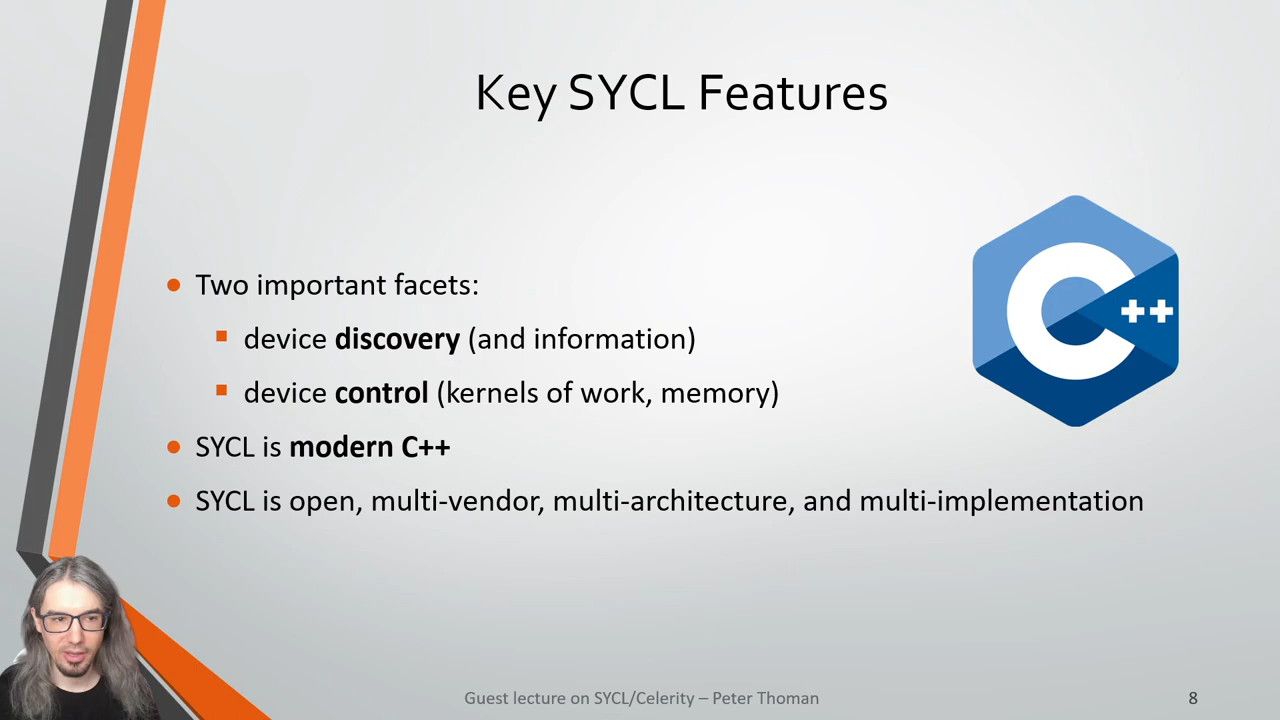 Key SYCL Features
Two important facets:
device discovery (and information)
device control (kernels of work, memory)
SYCL is modern C++
SYCL is open, multi-vendor, multi-architecture, and multi-implementation
C++
Guest lecture on SYCL/Celerity – Peter Thoman
8